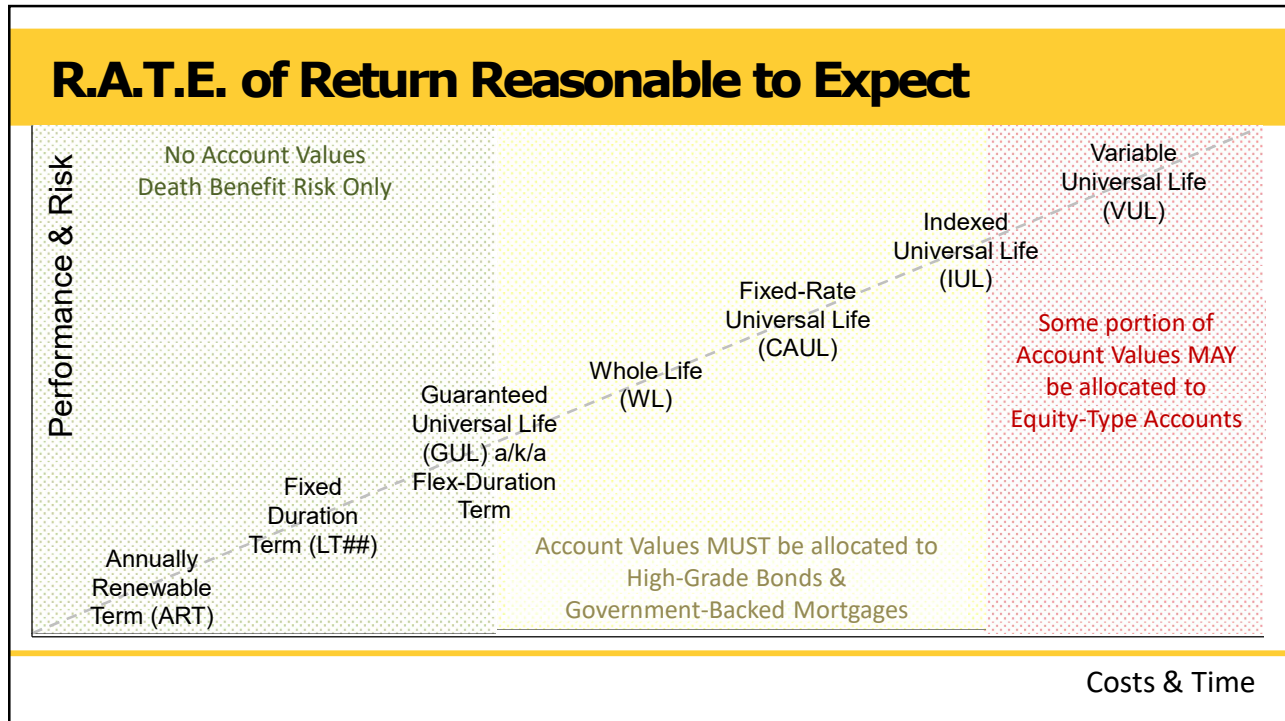 R.A.T.E. of Return Reasonable to Expect
Performance & Risk
No Account Values
Death Benefit Risk Only
Annually
Renewable
Term (ART)
Fixed
Duration
Term (LT##)
Guaranteed
Universal Life
(GUL) a/k/a
Flex-Duration
Term
Whole Life
(WL)
Fixed-Rate
Universal Life
(CAUL)
Indexed
Universal Life
(IUL)
Variable
Universal Life
(VUL)
Some portion of
Account Values MAY
be allocated to
Equity-Type Accounts
Account Values MUST be allocated to
High-Grade Bonds &
Government-Backed Mortgages
Costs & Time